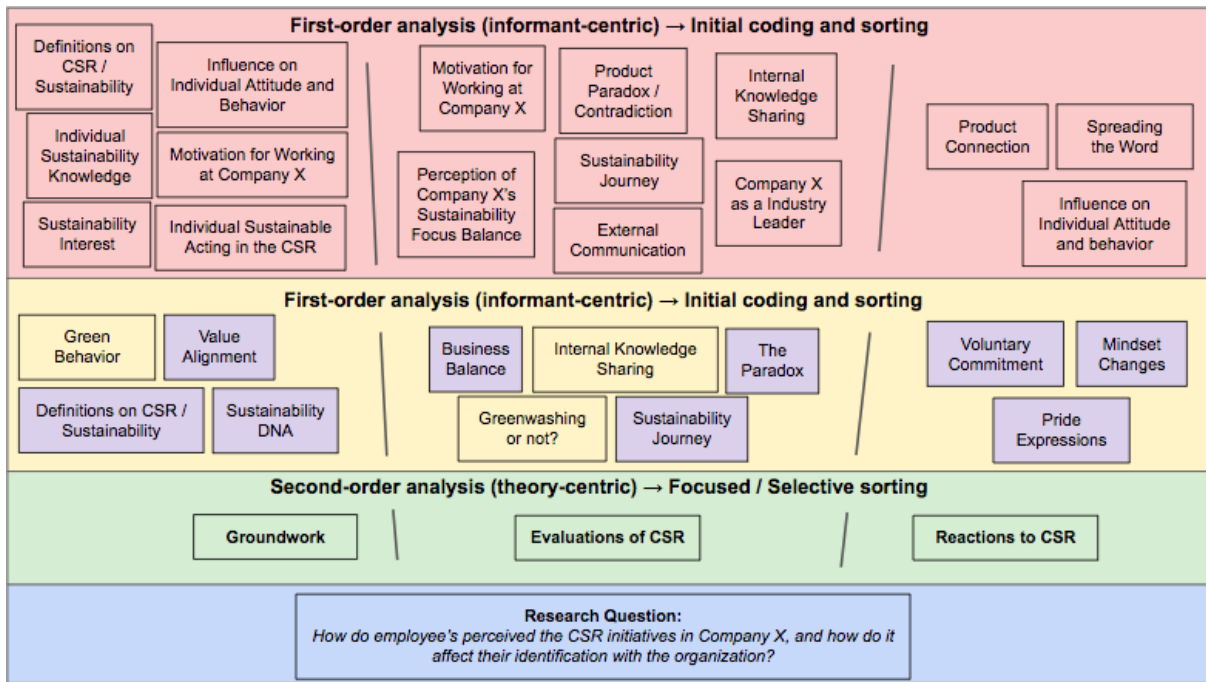 First-order analysis (informant-centric) → Initial coding and sorting
Definitions on
CSR /
Sustainability
Influence on
Individual Attitude and
Behavior
Individual
Sustainability
Knowledge
Motivation for Working
at Company X
Sustainability
Interest
Individual Sustainable
Acting in the CSR
Motivation for
Working at
Company X
Product
Paradox /
Contradiction
Internal
Knowledge
Sharing
Perception of
Company X's
Sustainability
Focus Balance
Sustainability
Journey
Company X
as a Industry
Leader
External
Communication
Product
Connection
Spreading
the Word
Influence on
Individual Attitude
and behavior
First-order analysis (informant-centric) → Initial coding and sorting
Green
Behavior
Value
Alignment
Definitions on CSR /
Sustainability
Sustainability
DNA
Business
Balance
Internal Knowledge
Sharing
The
Paradox
Greenwashing
or not?
Sustainability
Journey
Voluntary
Commitment
Mindset
Changes
Pride
Expressions
Second-order analysis (theory-centric) → Focused / Selective sorting
Groundwork
Evaluations of CSR
Reactions to CSR
Research Question:
How do employee's perceived the CSR initiatives in Company X, and how do it
affect their identification with the organization?